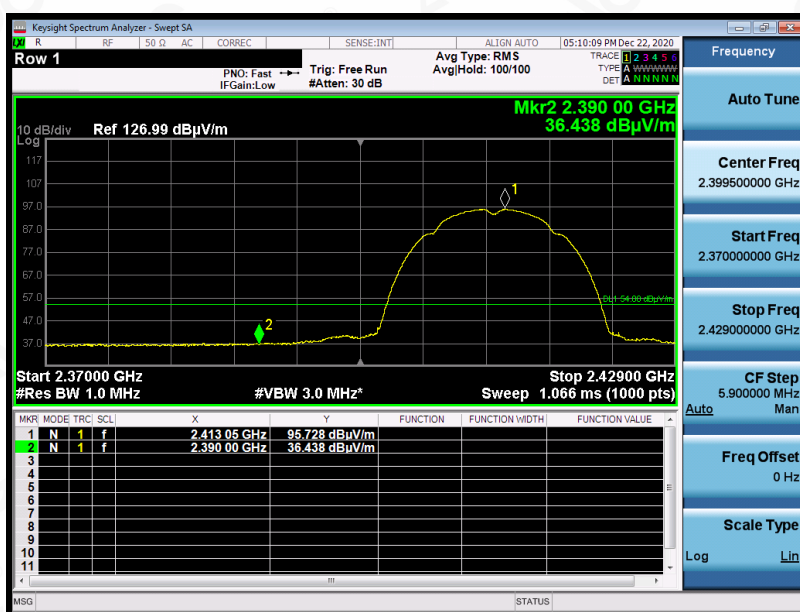 Keysight Spectrum Analyzer - Swept SA
LXI R RF 50 Ω AC CORREC SENSE:INT ALIGN AUTO 05:10:09 PM Dec 22, 2020
Row 1
PNO: Fast
IFGain:Low
Trig: Free Run
#Atten: 30 dB
Avg Type: RMS
Avg|Hold: 100/100
TRACE 1 2 3 4 5 6
TYPE A WWWWW
DET A N N N N N
Mkr2 2.390 00 GHz
36.438 dBµV/m
10 dB/div Ref 126.99 dBµV/m
Log
117
107
97.0
87.0
77.0
67.0
57.0
47.0
37.0
1
2
DL1 54.00 dBµV/m
Start 2.37000 GHz Stop 2.42900 GHz
#Res BW 1.0 MHz #VBW 3.0 MHz* Sweep 1.066 ms (1000 pts)
MKR MODE TRC SCL X Y FUNCTION FUNCTION WIDTH FUNCTION VALUE
1 N 1 f 2.413 05 GHz 95.728 dBµV/m
2 N 1 f 2.390 00 GHz 36.438 dBµV/m
3
4
5
6
7
8
9
10
11
MSG STATUS
Frequency
Auto Tune
Center Freq
2.399500000 GHz
Start Freq
2.370000000 GHz
Stop Freq
2.429000000 GHz
CF Step
5.900000 MHz
Auto Man
Freq Offset
0 Hz
Scale Type
Log Lin